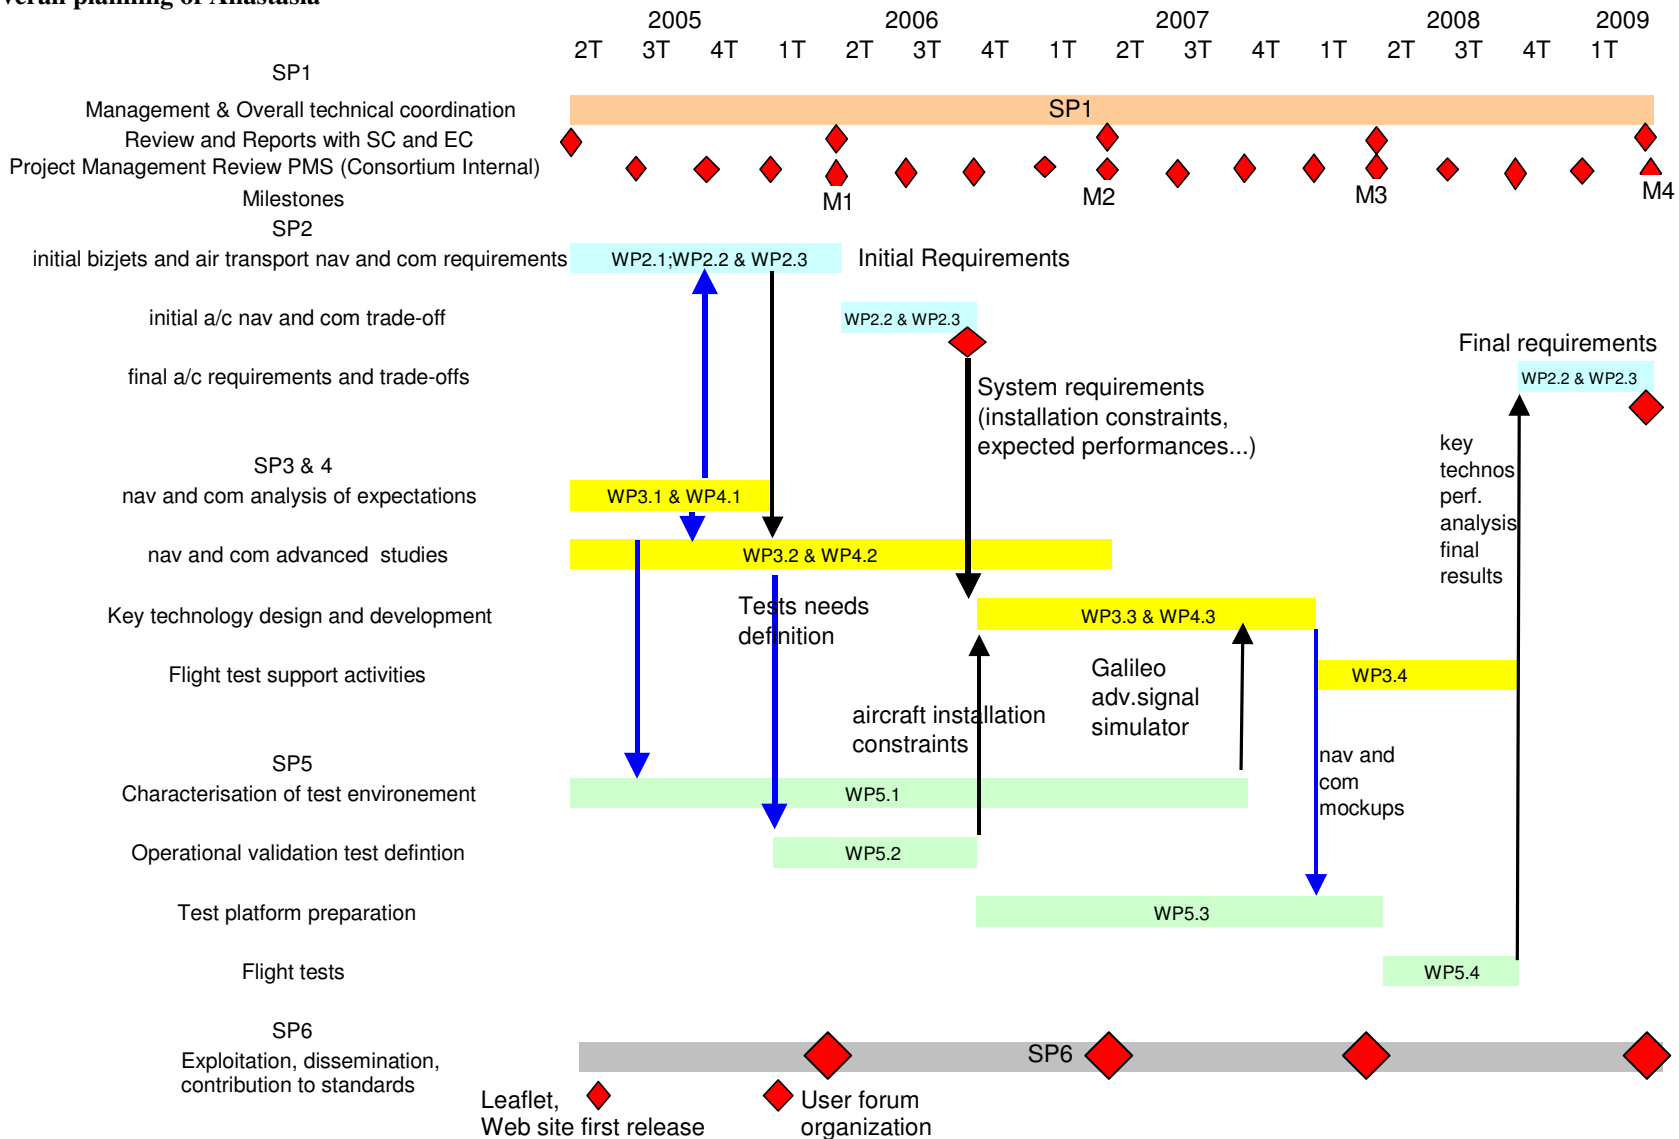 verall planning of Anastasia
2005 2006 2007 2008 2009
2T 3T 4T 1T 2T 3T 4T 1T 2T 3T 4T 1T 2T 3T 4T 1T
SP1
Management & Overall technical coordination SP1
Review and Reports with SC and EC
Project Management Review PMS (Consortium Internal)
Milestones M1 M2 M3 M4
SP2
initial bizjets and air transport nav and com requirements WP2.1;WP2.2 & WP2.3 Initial Requirements
initial a/c nav and com trade-off WP2.2 & WP2.3
Final requirements
final a/c requirements and trade-offs WP2.2 & WP2.3
System requirements
(installation constraints,
expected performances...)
key
technos
perf.
analysis
final
results
SP3 & 4
nav and com analysis of expectations WP3.1 & WP4.1
nav and com advanced studies WP3.2 & WP4.2
Tests needs
definition
Key technology design and development WP3.3 & WP4.3
Flight test support activities WP3.4
Galileo
adv.signal
simulator
aircraft installation
constraints
nav and
com
mockups
SP5
Characterisation of test environement WP5.1
Operational validation test defintion WP5.2
Test platform preparation WP5.3
Flight tests WP5.4
SP6
Exploitation, dissemination,
contribution to standards
SP6
Leaflet,
Web site first release
User forum
organization